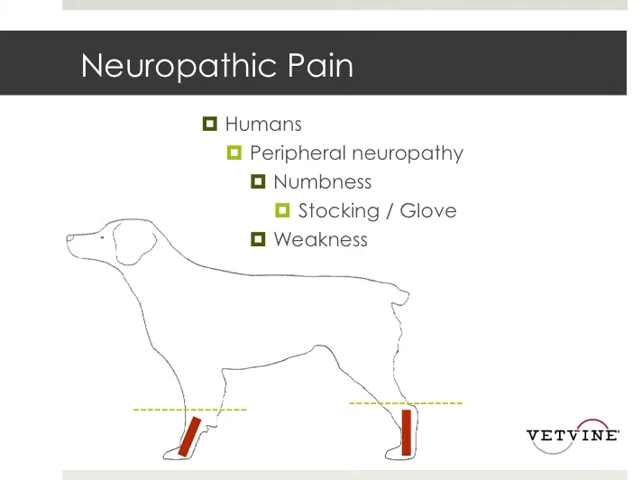 Neuropathic Pain
Humans
Peripheral neuropathy
Numbness
Stocking / Glove
Weakness
VETVINE